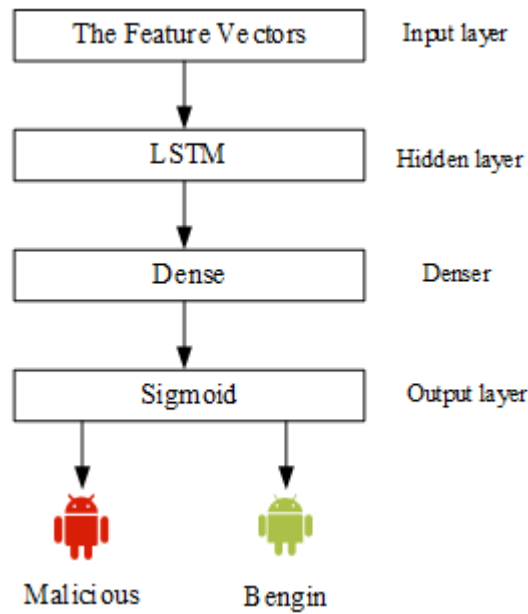 The Feature Vectors
Input layer
LSTM
Hidden layer
Dense
Denser
Sigmoid
Output layer
Malicious
Bengin